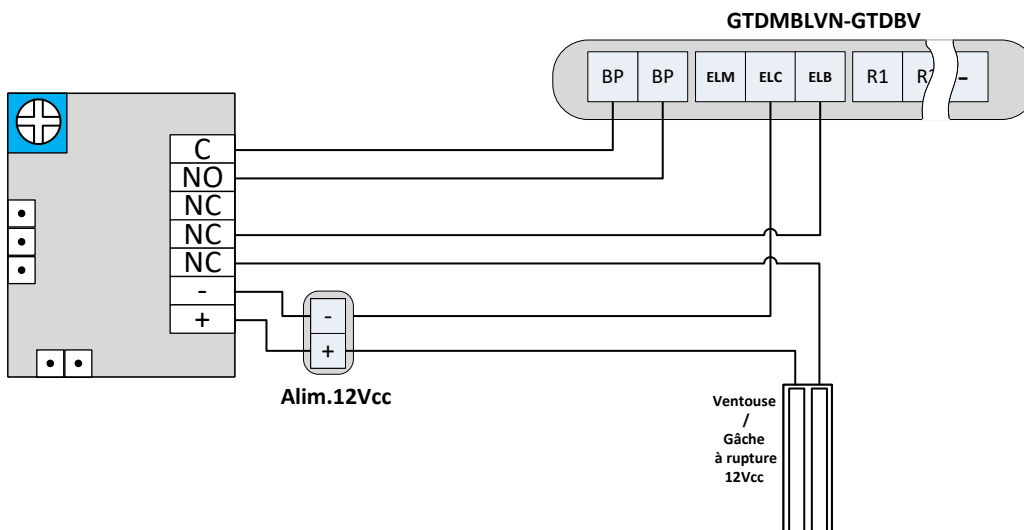 GTDMBLVN-GTDBV
BP BP ELM ELC ELB R1 -
C
NO
NC
NC
NC
-
+
-
+
Alim.12Vcc
Ventouse
/
Gâche
à rupture
12Vcc